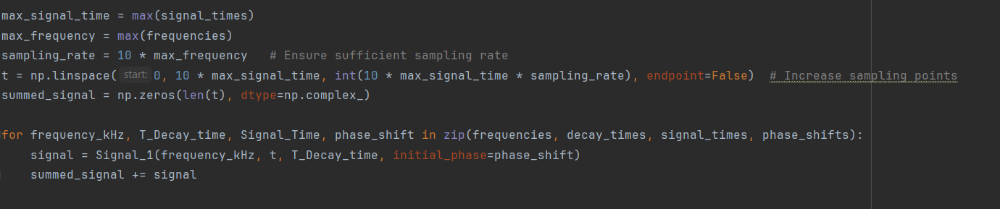 max_signal_time = max(signal_times)
max_frequency = max(frequencies)
sampling_rate = 10 * max_frequency   # Ensure sufficient sampling rate
t = np.linspace( start: 0, 10 * max_signal_time, int(10 * max_signal_time * sampling_rate), endpoint=False)  # Increase sampling points
summed_signal = np.zeros(len(t), dtype=np.complex_)
for frequency_kHz, T_Decay_time, Signal_Time, phase_shift in zip(frequencies, decay_times, signal_times, phase_shifts):
    signal = Signal_1(frequency_kHz, t, T_Decay_time, initial_phase=phase_shift)
    summed_signal += signal